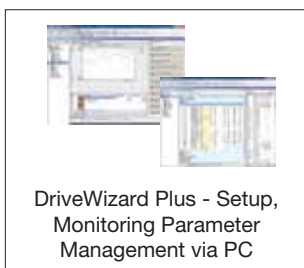 DriveWizard Plus - Setup,
Monitoring Parameter
Management via PC